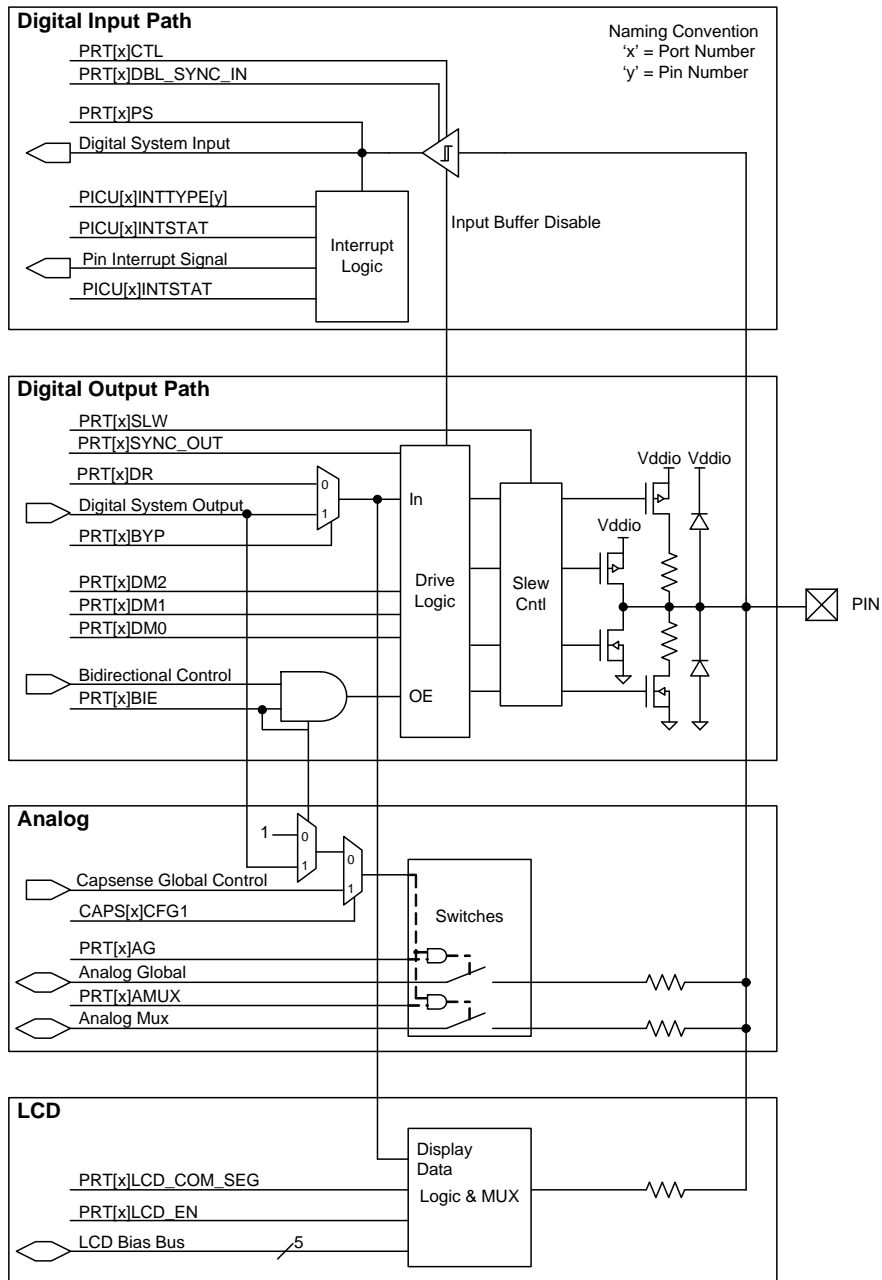 Digital Input Path
Naming Convention
‘x’ = Port Number
‘y’ = Pin Number
PRT[x]CTL
PRT[x]DBL_SYNC_IN
PRT[x]PS
Digital System Input
PICU[x]INTTYPE[y]
PICU[x]INTSTAT
Pin Interrupt Signal
PICU[x]INTSTAT
Interrupt
Logic
Input Buffer Disable
Digital Output Path
PRT[x]SLW
PRT[x]SYNC_OUT
PRT[x]DR
Digital System Output
PRT[x]BYP
0
1
PRT[x]DM2
PRT[x]DM1
PRT[x]DM0
Bidirectional Control
PRT[x]BIE
In
Drive
Logic
OE
Slew
Cntl
Vddio Vddio
Vddio
PIN
Analog
1
0
1
0
1
Capsense Global Control
CAPS[x]CFG1
Switches
PRT[x]AG
Analog Global
PRT[x]AMUX
Analog Mux
LCD
Display
Data
Logic & MUX
PRT[x]LCD_COM_SEG
PRT[x]LCD_EN
LCD Bias Bus
5